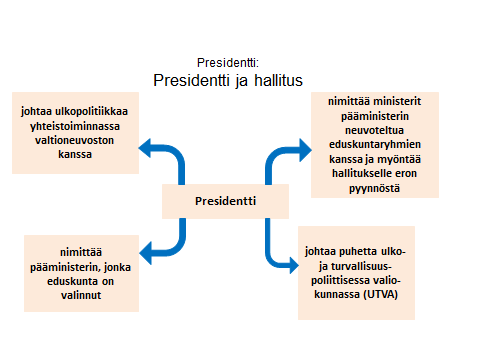 Presidentti:
Presidentti ja hallitus
johtaa ulkopolitiikkaa
yhteistoiminnassa
valtioneuvoston
kanssa
nimittää ministerit
pääministerin
neuvoteltua
eduskuntaryhmien
kanssa ja myöntää
hallitukselle eron
pyynnöstä
Presidentti
nimittää
pääministerin, jonka
eduskunta on
valinnut
johtaa puhetta ulko-
ja turvallisuus-
poliittisessa valio-
kunnassa (UTVA)